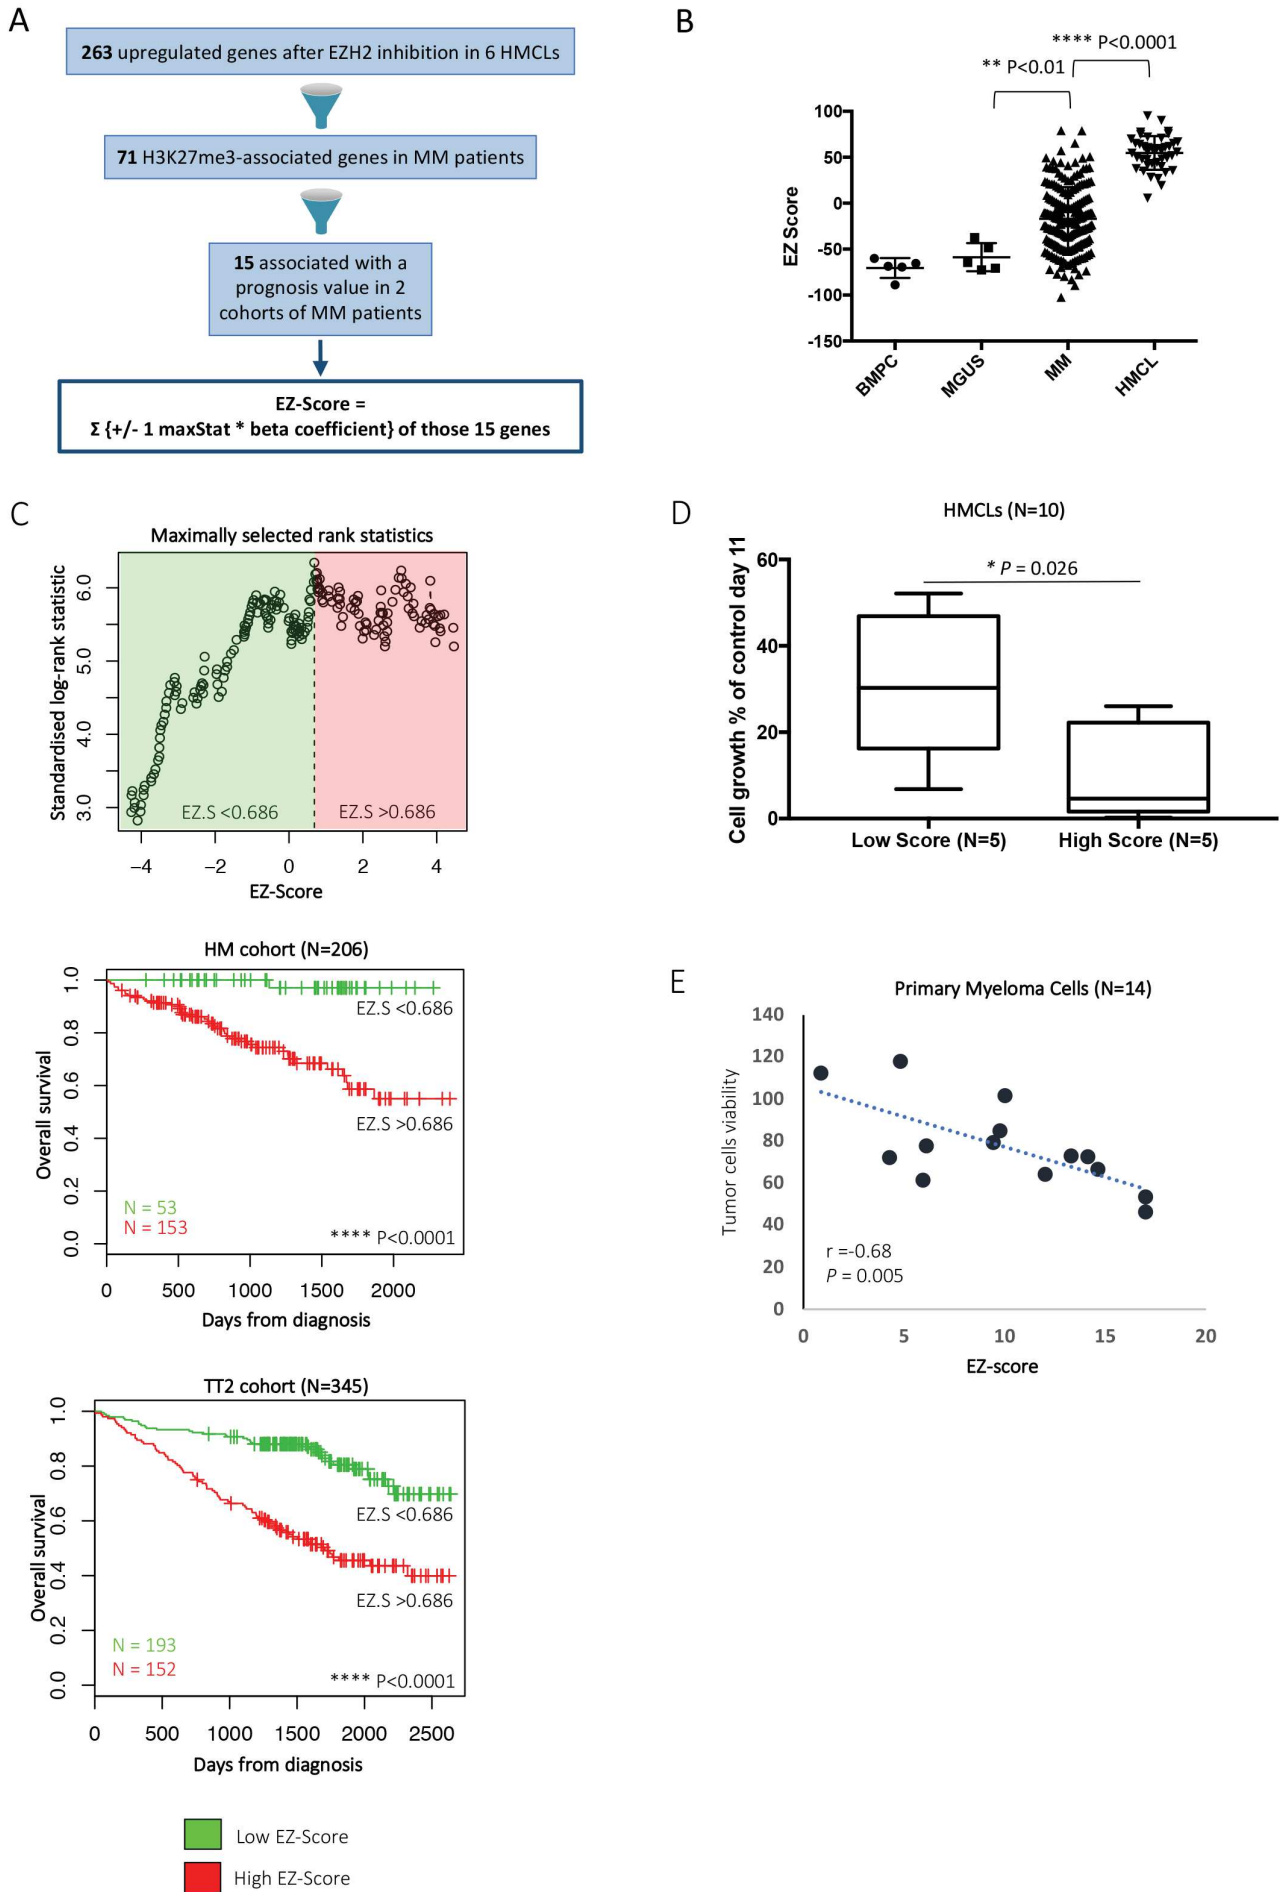 A
263 upregulated genes after EZH2 inhibition in 6 HMCLs
71 H3K27me3-associated genes in MM patients
15 associated with a
prognosis value in 2
cohorts of MM patients
EZ-Score =
Σ {+/- 1 maxStat * beta coefficient} of those 15 genes
B
**** P<0.0001
** P<0.01
EZ Score
100
50
0
-50
-100
-150
BMPC
MGUS
MM
HMCL
C
Maximally selected rank statistics
Standardised log-rank statistic
6.0
5.0
4.0
3.0
EZ.S <0.686
EZ.S >0.686
−4
−2
0
2
4
EZ-Score
HM cohort (N=206)
Overall survival
1.0
0.8
0.6
0.4
0.2
0.0
EZ.S <0.686
EZ.S >0.686
N = 53
N = 153
**** P<0.0001
0
500
1000
1500
2000
Days from diagnosis
TT2 cohort (N=345)
Overall survival
1.0
0.8
0.6
0.4
0.2
0.0
EZ.S <0.686
EZ.S >0.686
N = 193
N = 152
**** P<0.0001
0
500
1000
1500
2000
2500
Days from diagnosis
Low EZ-Score
High EZ-Score
D
HMCLs (N=10)
* P = 0.026
Cell growth % of control day 11
60
40
20
0
Low Score (N=5)
High Score (N=5)
E
Primary Myeloma Cells (N=14)
Tumor cells viability
140
120
100
80
60
40
20
0
r =-0.68
P = 0.005
0
5
10
15
20
EZ-score